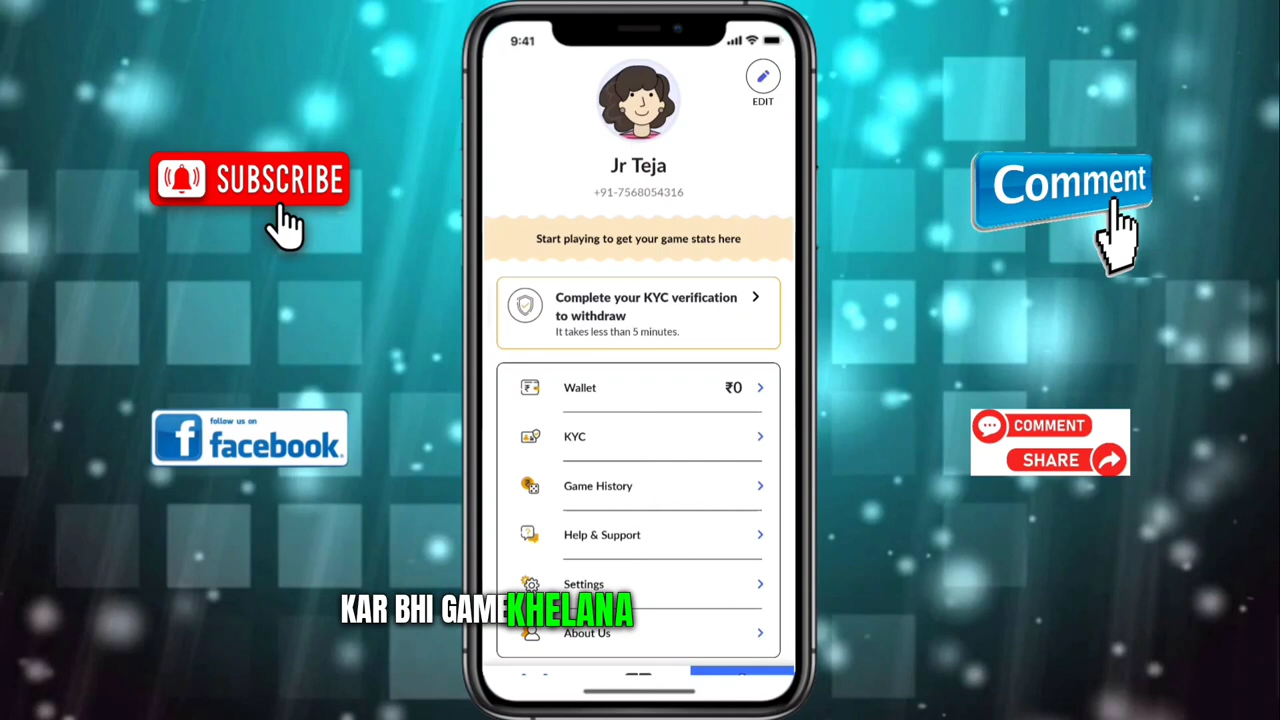 9:41
EDIT
Jr Teja
+91-7568054316
Start playing to get your game stats here
Complete your KYC verification
to withdraw
It takes less than 5 minutes.
Wallet ₹0
KYC
Game History
Help & Support
Settings
About Us
KAR BHI GAME KHELANA
SUBSCRIBE
follow us on
facebook.
Comment
COMMENT
SHARE